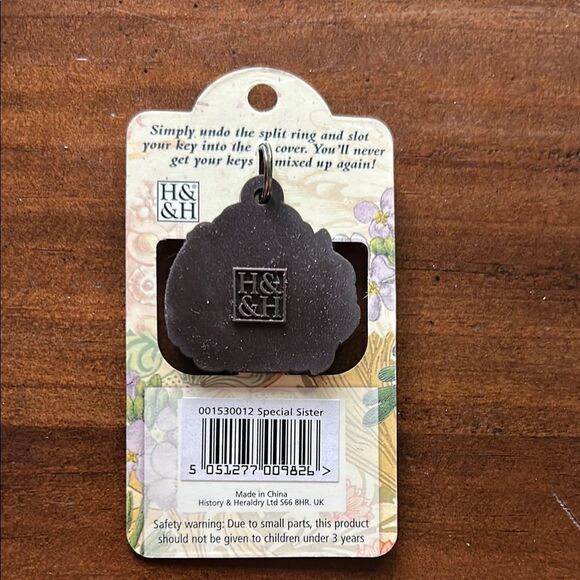 Simply undo the split ring and slot
your key into the cover. You'll never
get your keys mixed up again!
H&®
&H
H&
&H
001530012 Special Sister
5 051277 009826 >
Made in China
History & Heraldry Ltd S66 8HR. UK
Safety warning: Due to small parts, this product
should not be given to children under 3 years